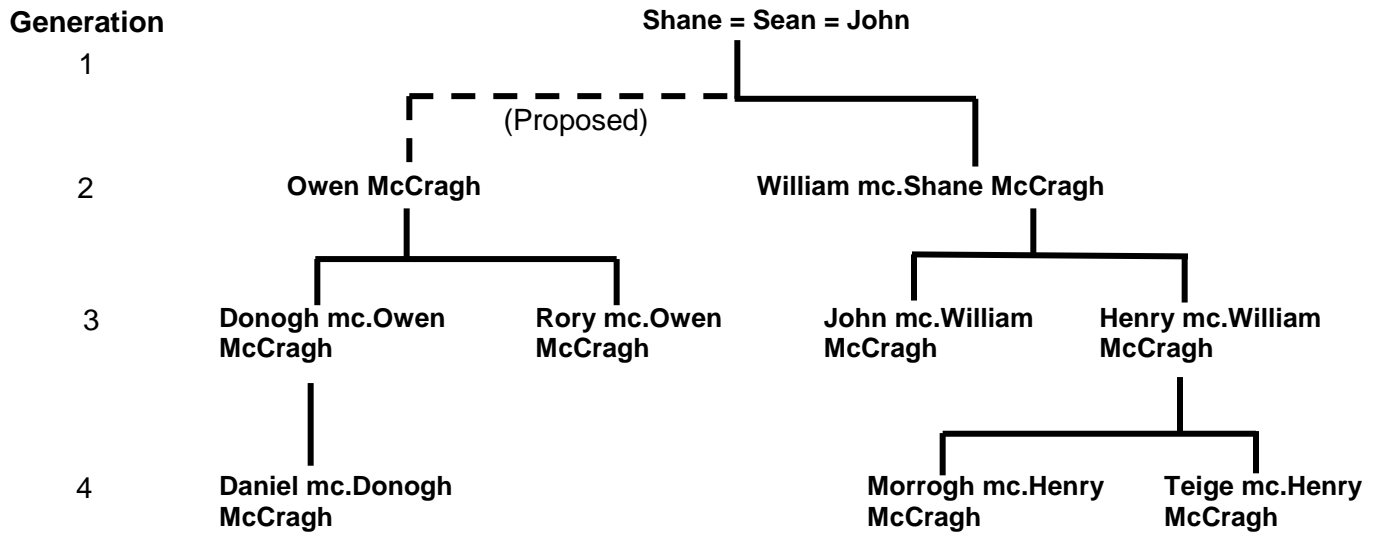 Generation
Shane = Sean = John
1
(Proposed)
2
Owen McCragh
William mc.Shane McCragh
3
Donogh mc.Owen
McCragh
Rory mc.Owen
McCragh
John mc.William
McCragh
Henry mc.William
McCragh
4
Daniel mc.Donogh
McCragh
Morrogh mc.Henry
McCragh
Teige mc.Henry
McCragh